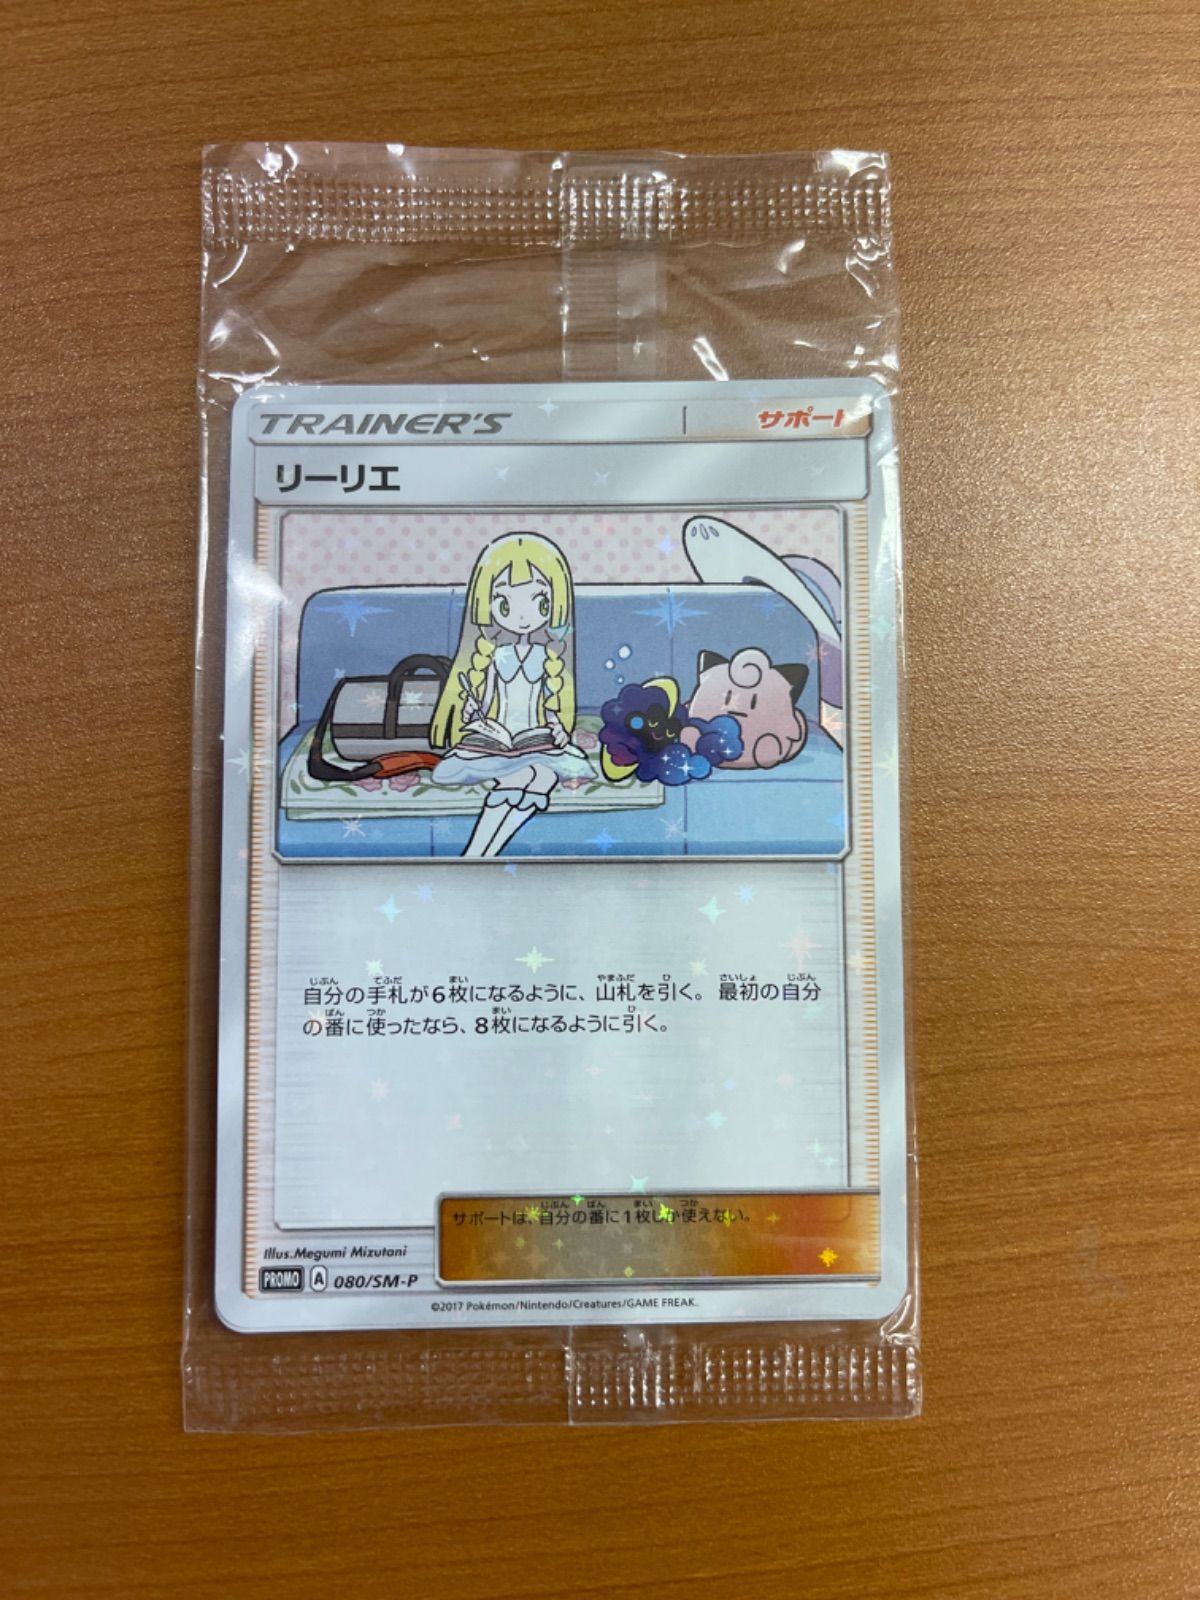 TRAINER'S
サポート
リーリエ
自分の手札が6枚になるように、山札を引く。最初の自分
の番に使ったなら、8枚になるように引く。
サポートは、自分の番に1枚しか使えない。
Illus.Megumi Mizutani
PROMO A 080/SM-P
©2017 Pokémon/Nintendo/Creatures/GAME FREAK.